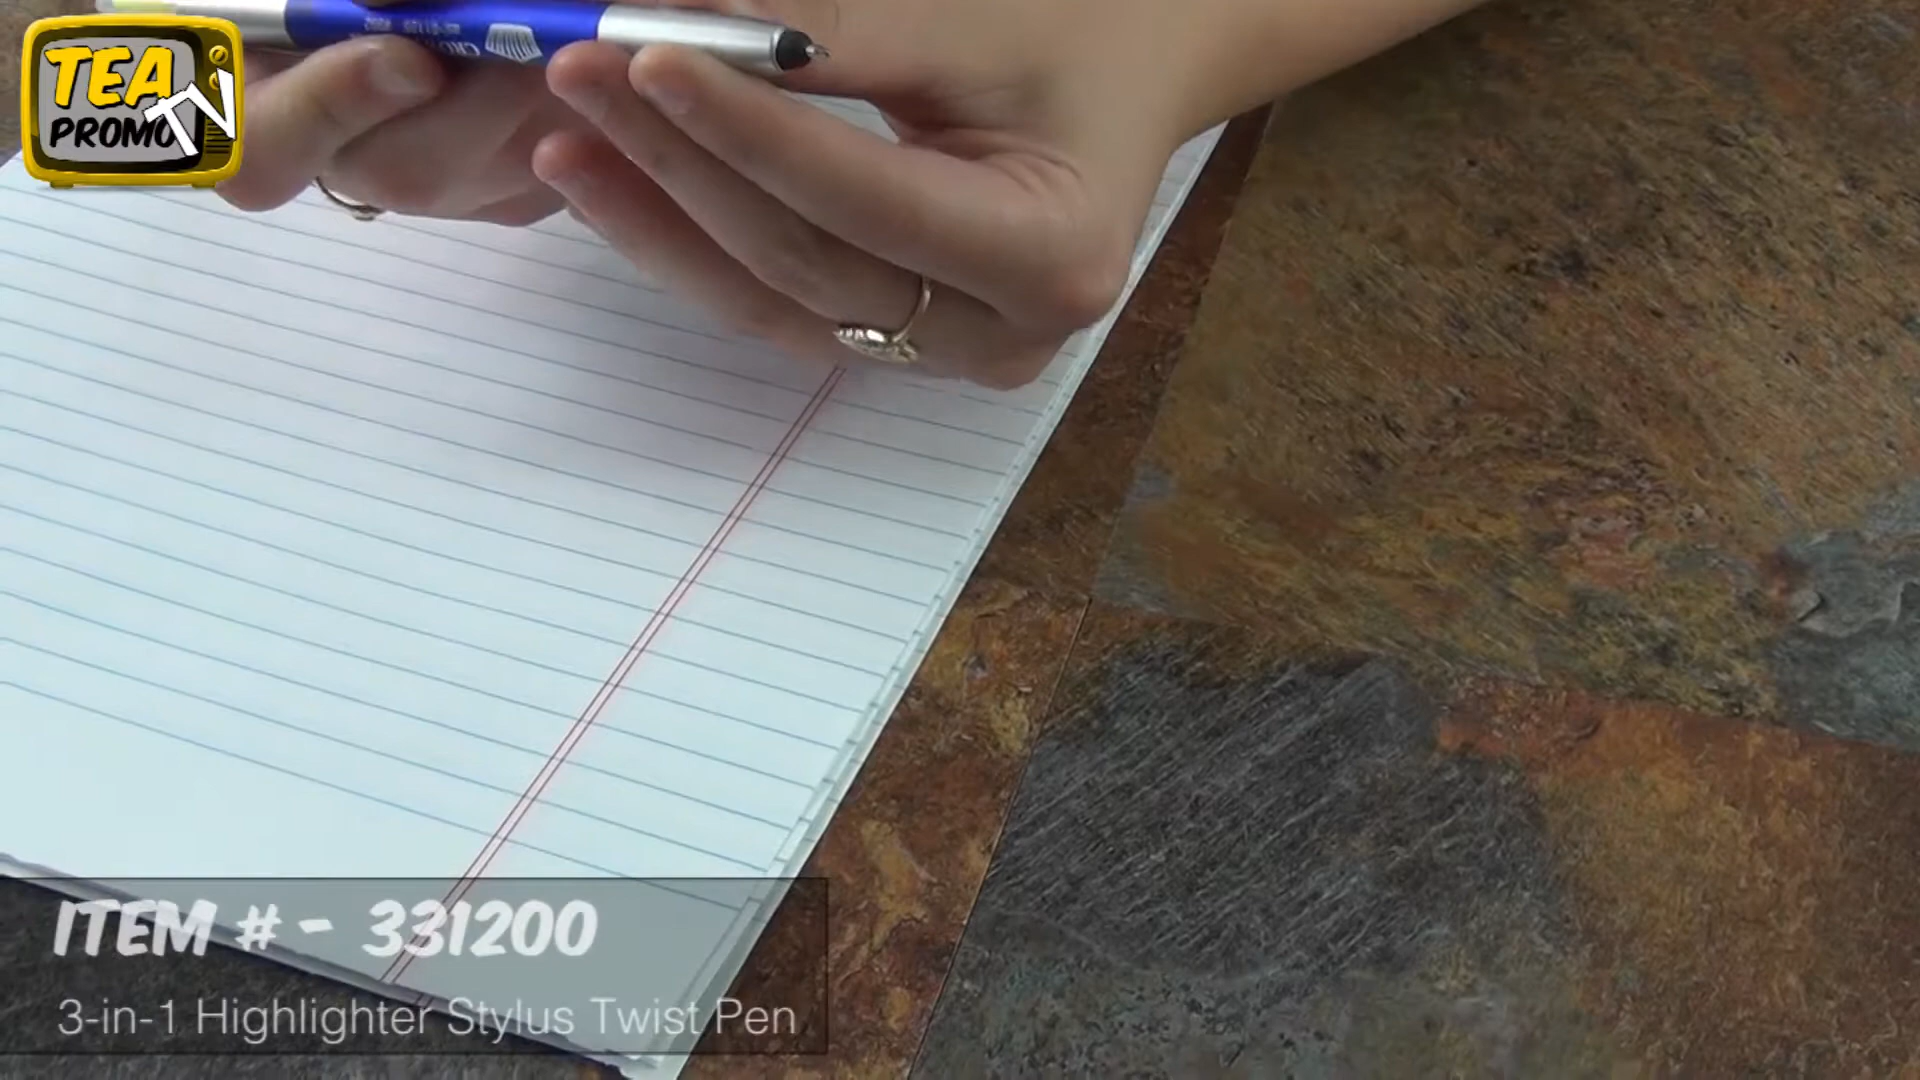 TEA
PROMO
TV
ITEM # - 331200
3-in-1 Highlighter Stylus Twist Pen